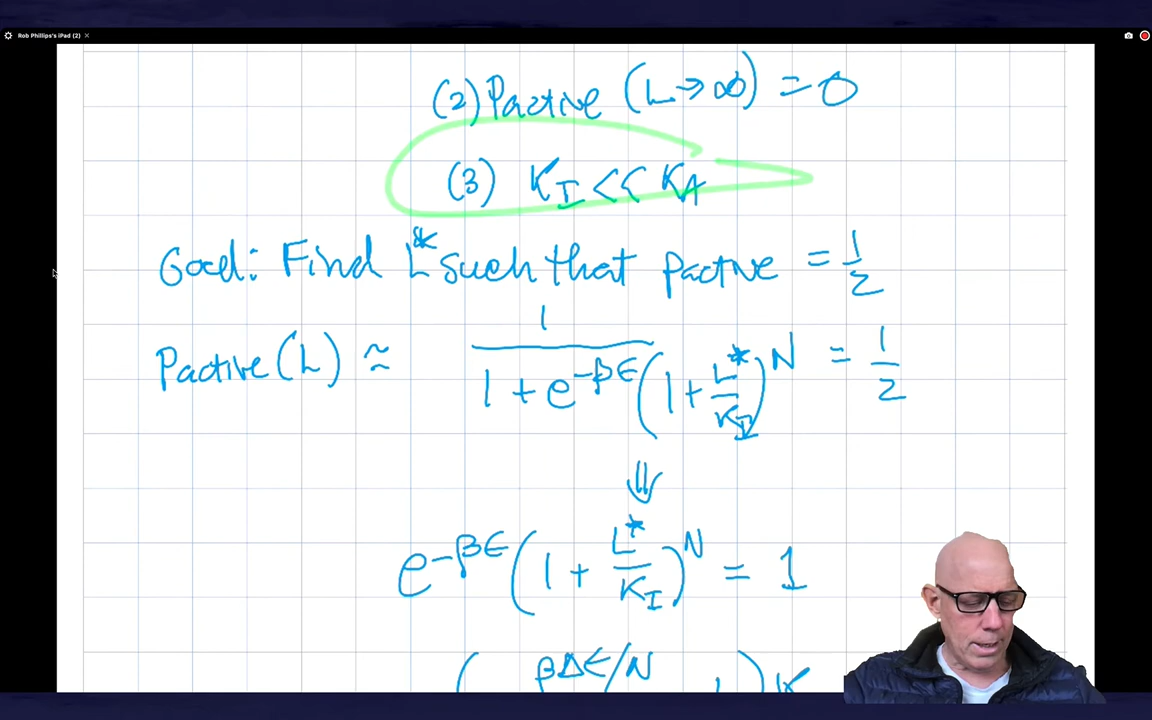 Rob Phillips's iPad (2)
(2) Pactive (L→∞) = 0
(3) K_I << K_A
Goal: Find L* such that pactive = 1/2
Pactive(L) ≈ 1/(1 + e^{-βε}(1 + L*/K_I)^N) = 1/2
⇓
e^{-βε}(1 + L*/K_I)^N = 1
βΔε/N